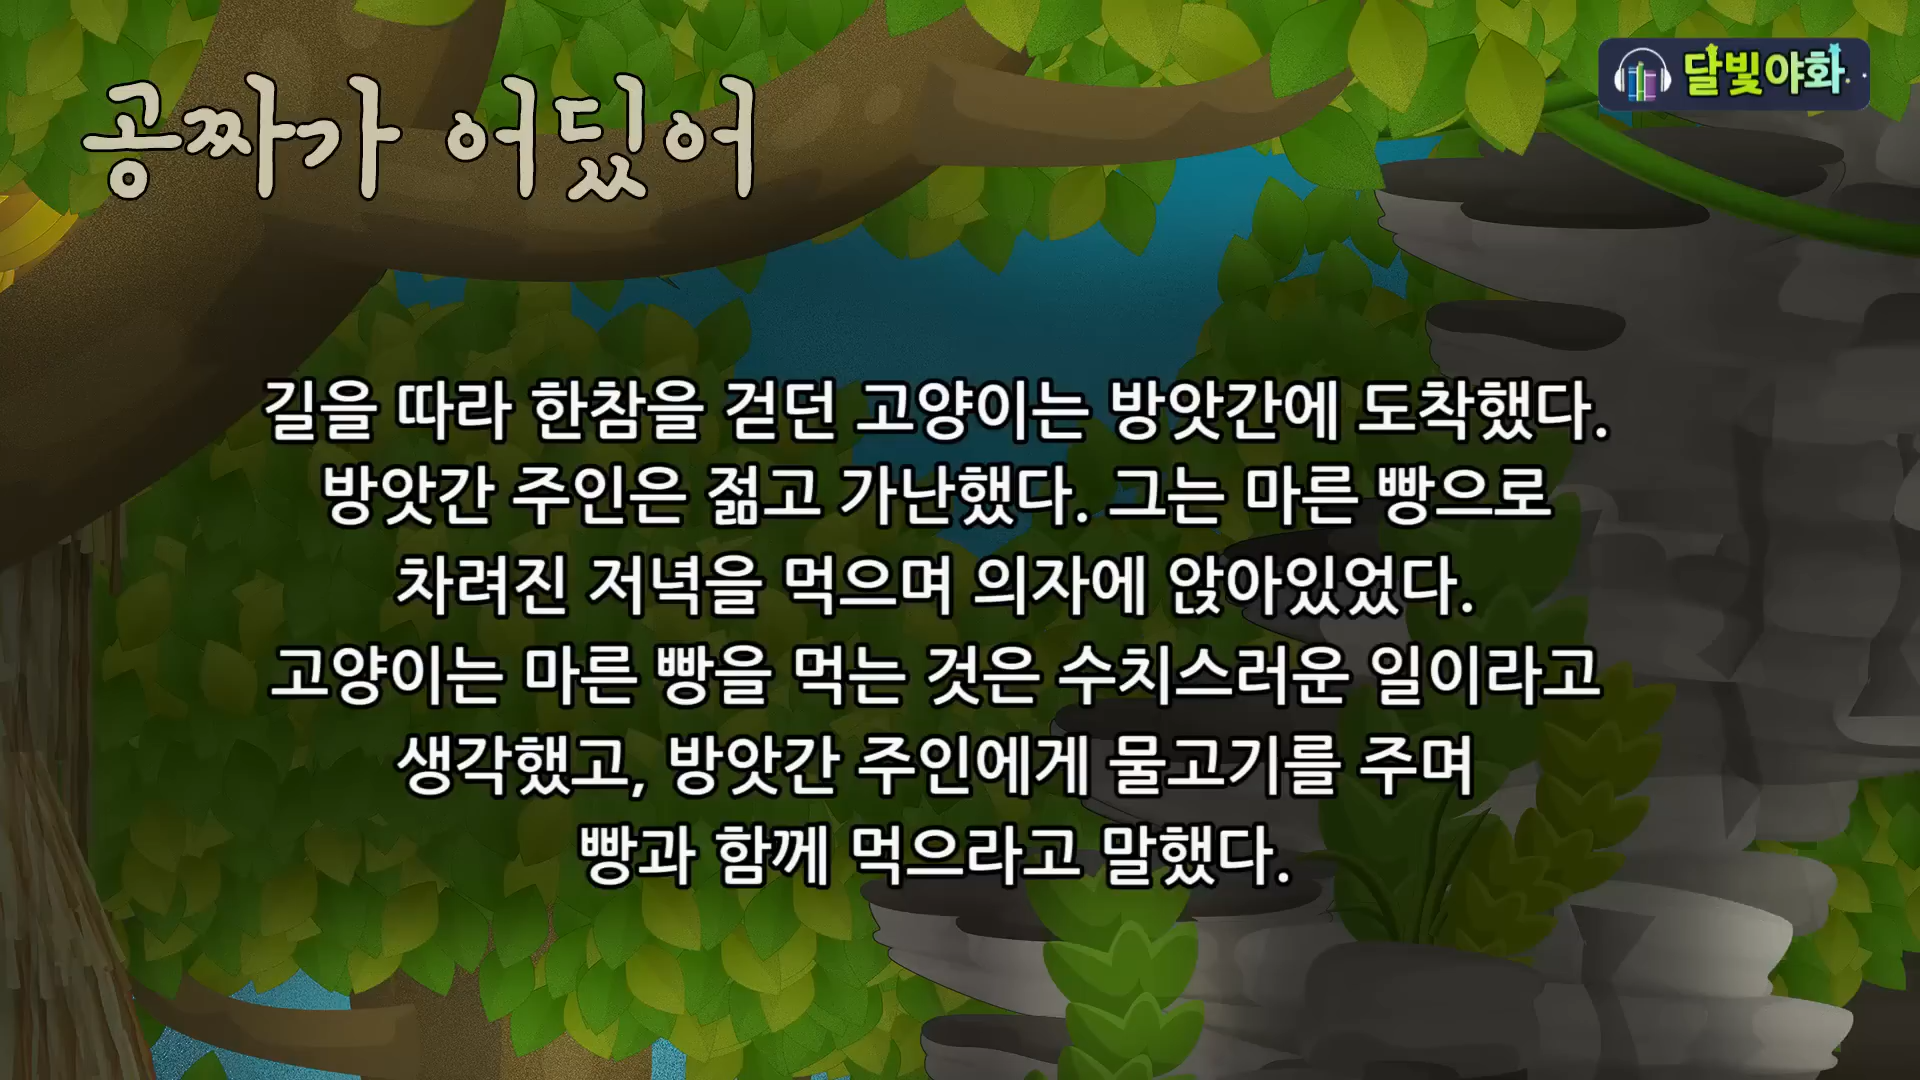 공짜가 어딨어
달빛야화
길을 따라 한참을 걷던 고양이는 방앗간에 도착했다.
방앗간 주인은 젊고 가난했다. 그는 마른 빵으로
차려진 저녁을 먹으며 의자에 앉아있었다.
고양이는 마른 빵을 먹는 것은 수치스러운 일이라고
생각했고, 방앗간 주인에게 물고기를 주며
빵과 함께 먹으라고 말했다.